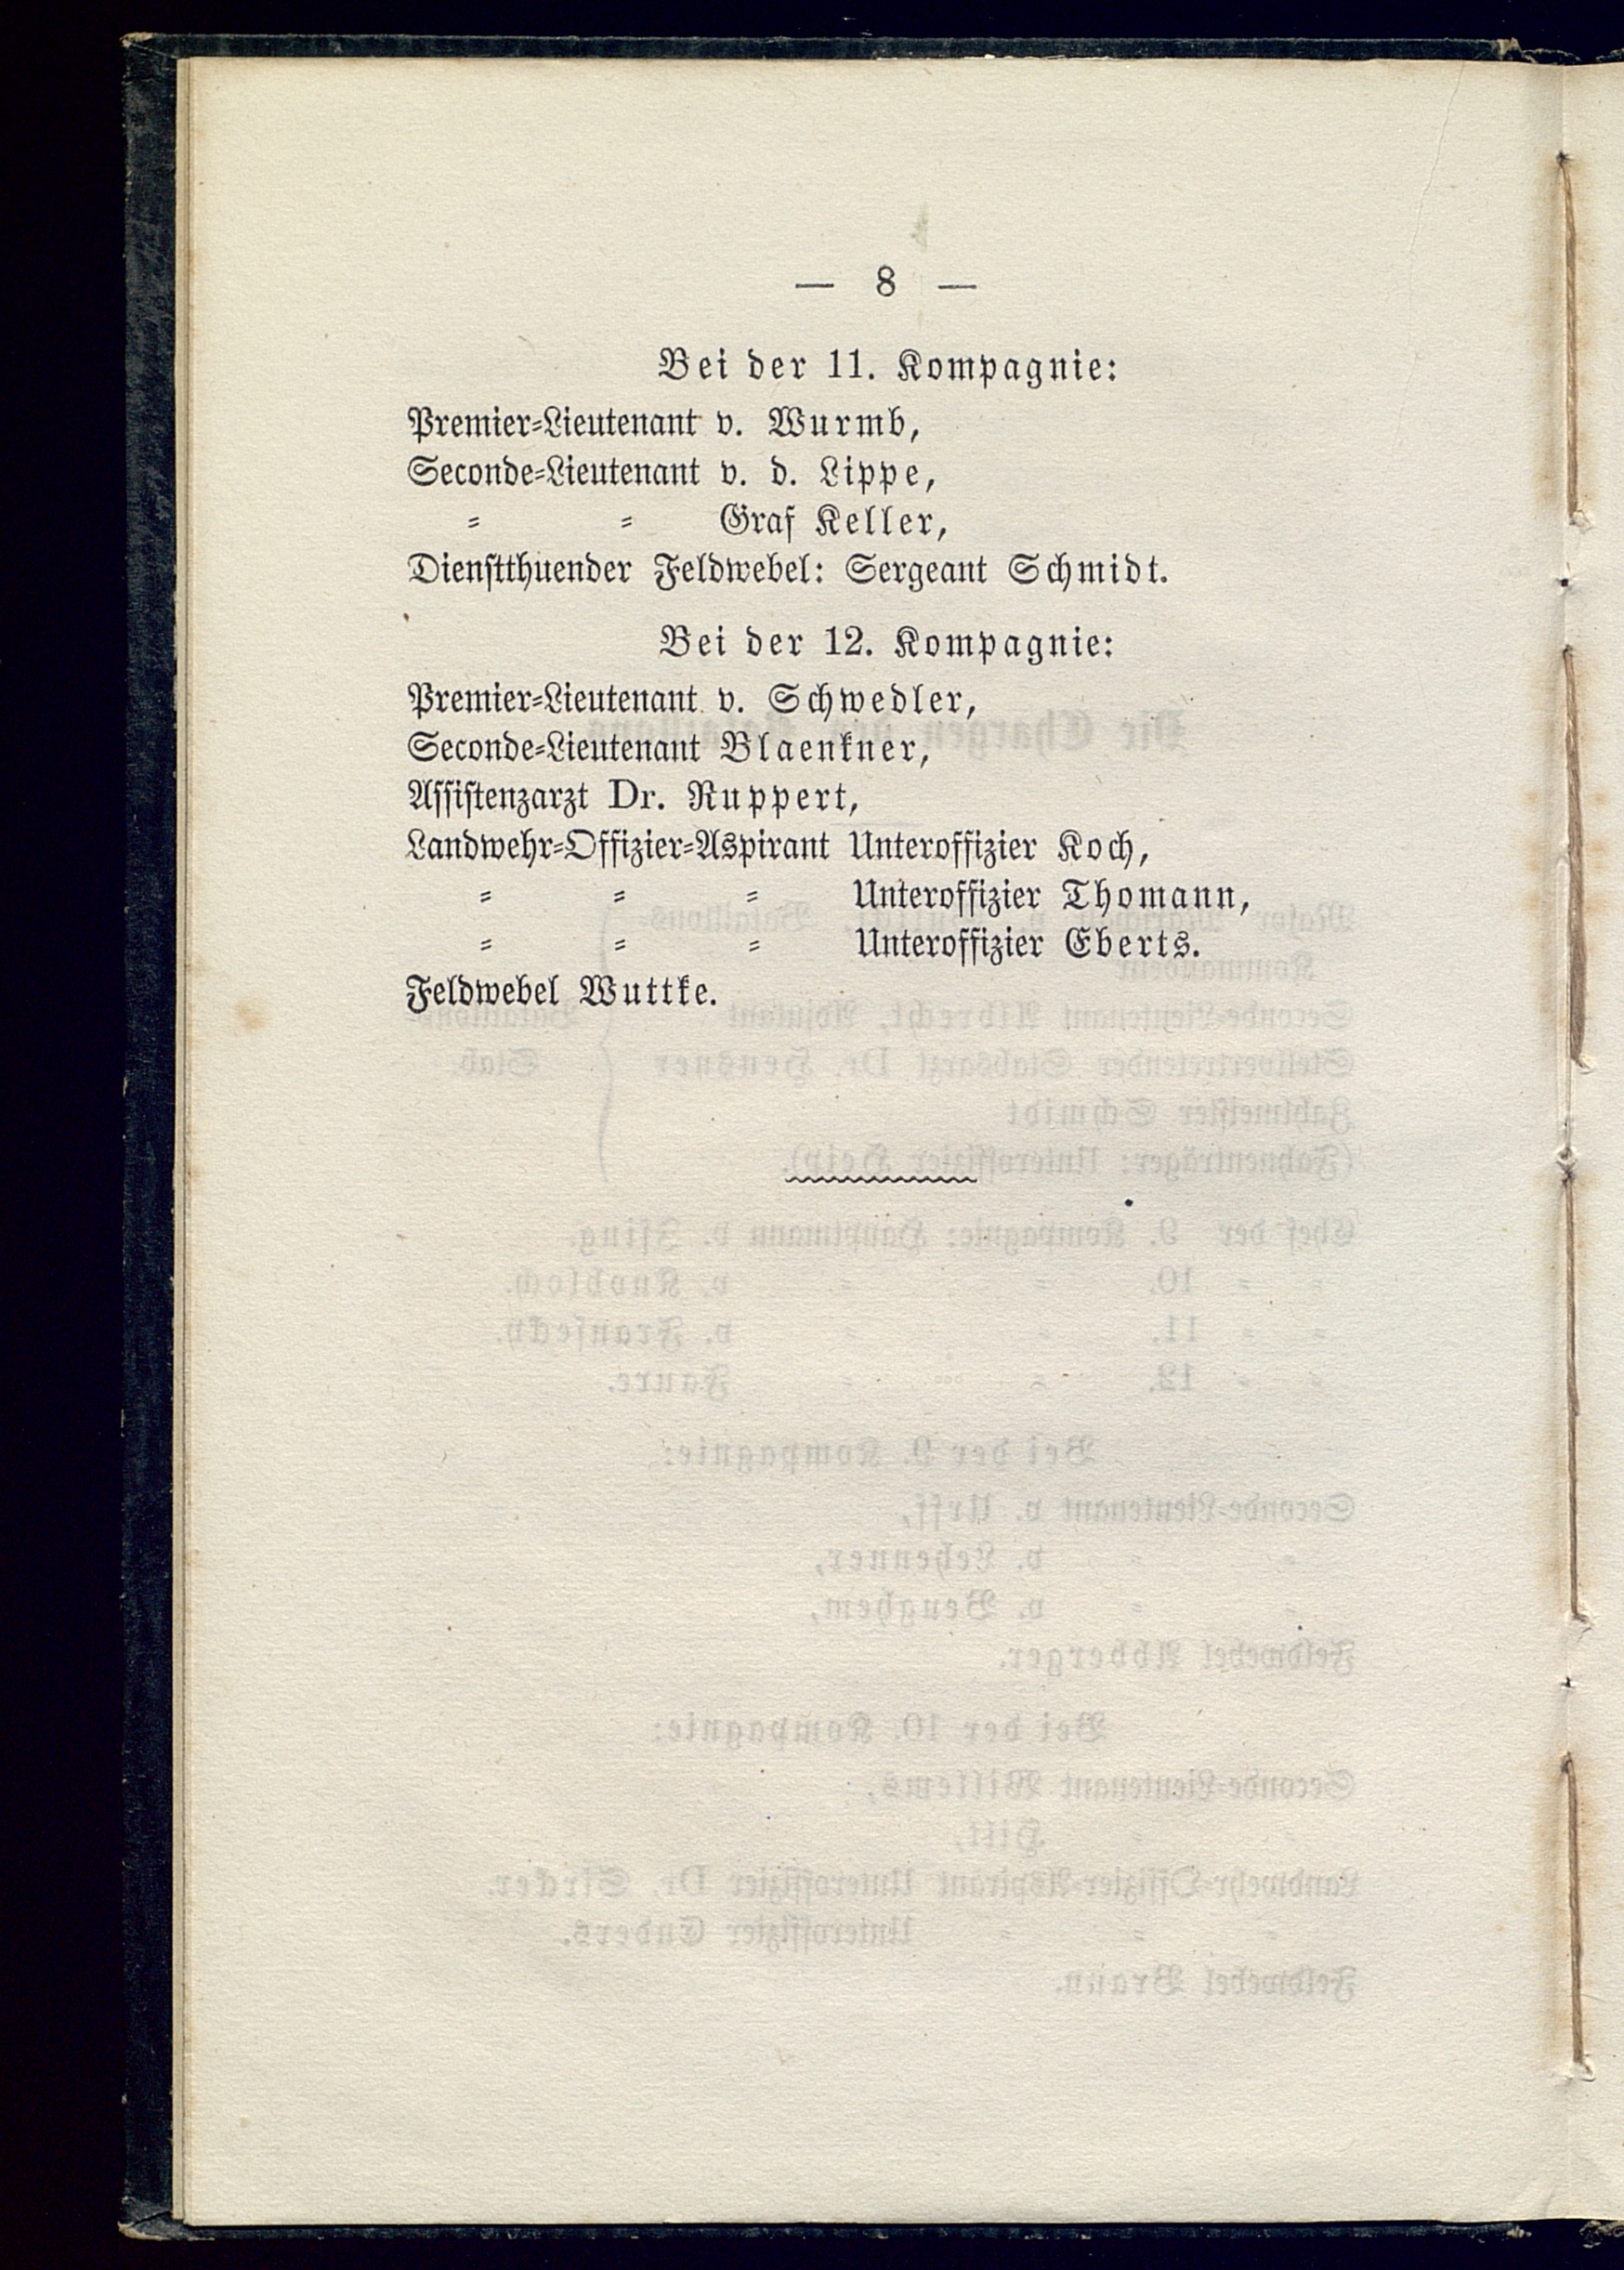 — 8 —
Bei der 11. Kompagnie:
Premier-Lieutenant v. Wurmb,
Seconde-Lieutenant v. d. Lippe,
" " Graf Keller,
Dienstthuender Feldwebel: Sergeant Schmidt.
Bei der 12. Kompagnie:
Premier-Lieutenant v. Schwedler,
Seconde-Lieutenant Blaenkner,
Assistenzarzt Dr. Ruppert,
Landwehr-Offizier-Aspirant Unteroffizier Koch,
" " " Unteroffizier Thomann,
" " " Unteroffizier Eberts.
Feldwebel Wuttke.